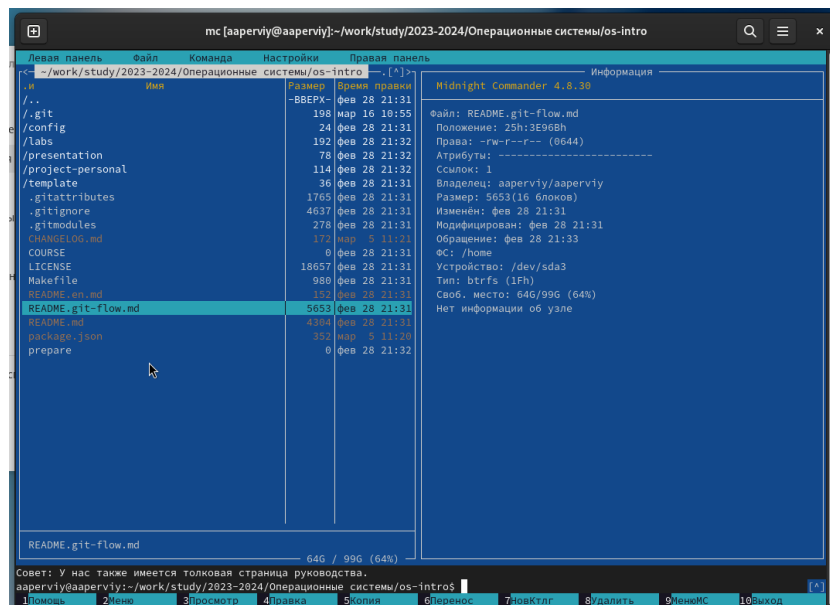 mc [aaperviy@aaperviy]:~/work/study/2023-2024/Операционные системы/os-intro
Левая панель Файл Команда Настройки Правая панель
<— ~/work/study/2023-2024/Операционные системы/os-intro —.[^]>
.и Имя Размер Время правки
/.. -ВВЕРХ- фев 28 21:31
/.git 198 мар 16 10:55
/config 24 фев 28 21:31
/labs 192 фев 28 21:32
/presentation 78 фев 28 21:32
/project-personal 114 фев 28 21:32
/template 36 фев 28 21:31
.gitattributes 1765 фев 28 21:31
.gitignore 4637 фев 28 21:31
.gitmodules 278 фев 28 21:31
CHANGELOG.md 172 мар 5 11:21
COURSE 0 фев 28 21:31
LICENSE 18657 фев 28 21:31
Makefile 980 фев 28 21:31
README.en.md 152 фев 28 21:31
README.git-flow.md 5653 фев 28 21:31
README.md 4304 фев 28 21:31
package.json 352 мар 5 11:20
prepare 0 фев 28 21:32
README.git-flow.md
64G / 99G (64%)
Информация
Midnight Commander 4.8.30
Файл: README.git-flow.md
Положение: 25h:3E96Bh
Права: -rw-r--r-- (0644)
Атрибуты: --------------------------
Ссылок: 1
Владелец: aaperviy/aaperviy
Размер: 5653(16 блоков)
Изменён: фев 28 21:31
Модифицирован: фев 28 21:31
Обращение: фев 28 21:33
ФС: /home
Устройство: /dev/sda3
Тип: btrfs (1Fh)
Своб. место: 64G/99G (64%)
Нет информации об узле
Совет: У нас также имеется толковая страница руководства.
aaperviy@aaperviy:~/work/study/2023-2024/Операционные системы/os-intro$ [^]
1Помощь 2Меню 3Просмотр 4Правка 5Копия 6Перенос 7НовКтлг 8Удалить 9МенюМС 10Выход